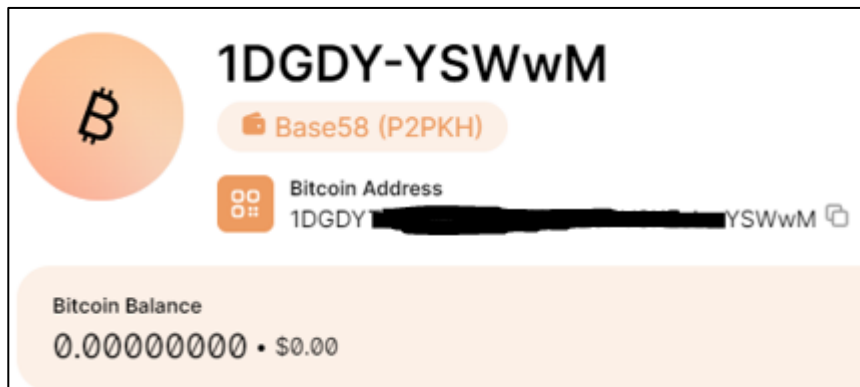 1DGDY-YSWwM
Base58 (P2PKH)
Bitcoin Address
1DGDY YSWwM
Bitcoin Balance
0.00000000 • $0.00